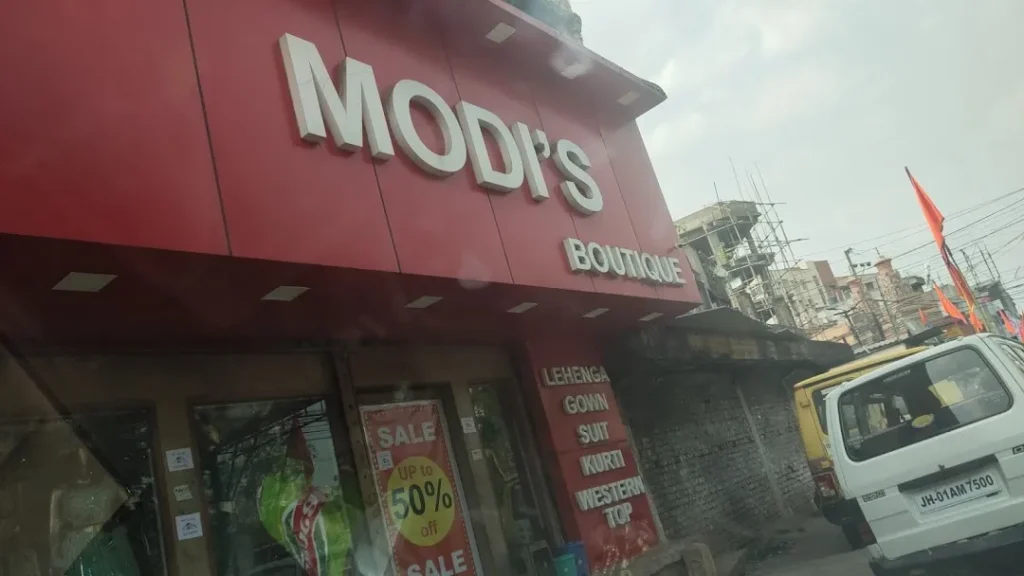 MODI'S
BOUTIQUE
LEHENGA
GOWN
SUIT
KURTI
WESTERN
TOP
SALE
UP to
50%
off
SALE
JH-01AM 7500